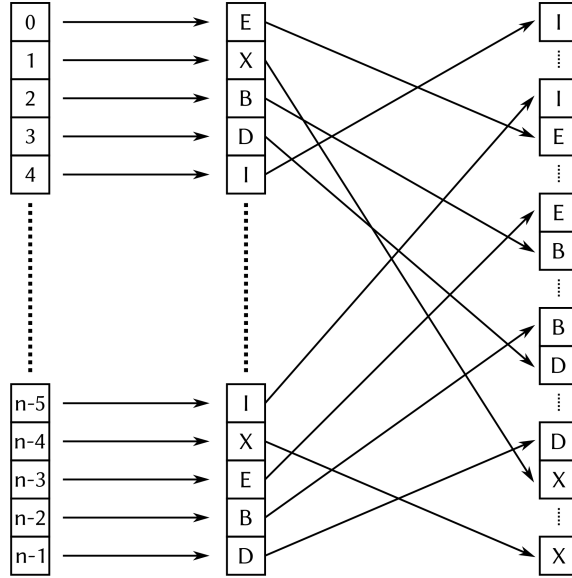 0 E I
1 X
2 B I
3 D E
4 I
E
B
B
D
n-5 I
n-4 X D
n-3 E X
n-2 B
n-1 D X